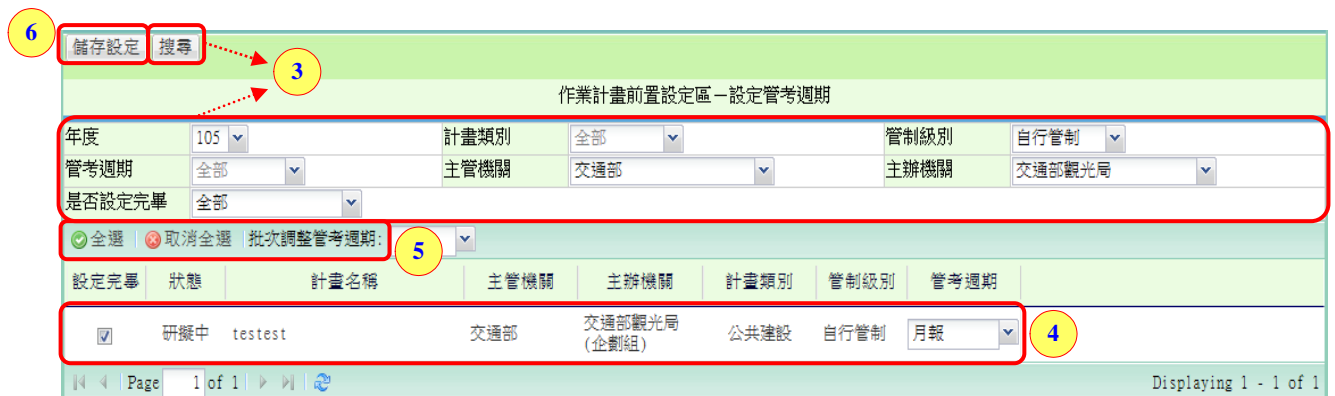 6 儲存設定 搜尋
3
作業計畫前置設定區－設定管考週期
年度 105 計畫類別 全部 管制級別 自行管制
管考週期 全部 主管機關 交通部 主辦機關 交通部觀光局
是否設定完畢 全部
全選 取消全選 批次調整管考週期: 5
設定完畢 狀態 計畫名稱 主管機關 主辦機關 計畫類別 管制級別 管考週期
研擬中 testest 交通部 交通部觀光局 公共建設 自行管制 月報 4
(企劃組)
Page 1 of 1 Displaying 1 - 1 of 1